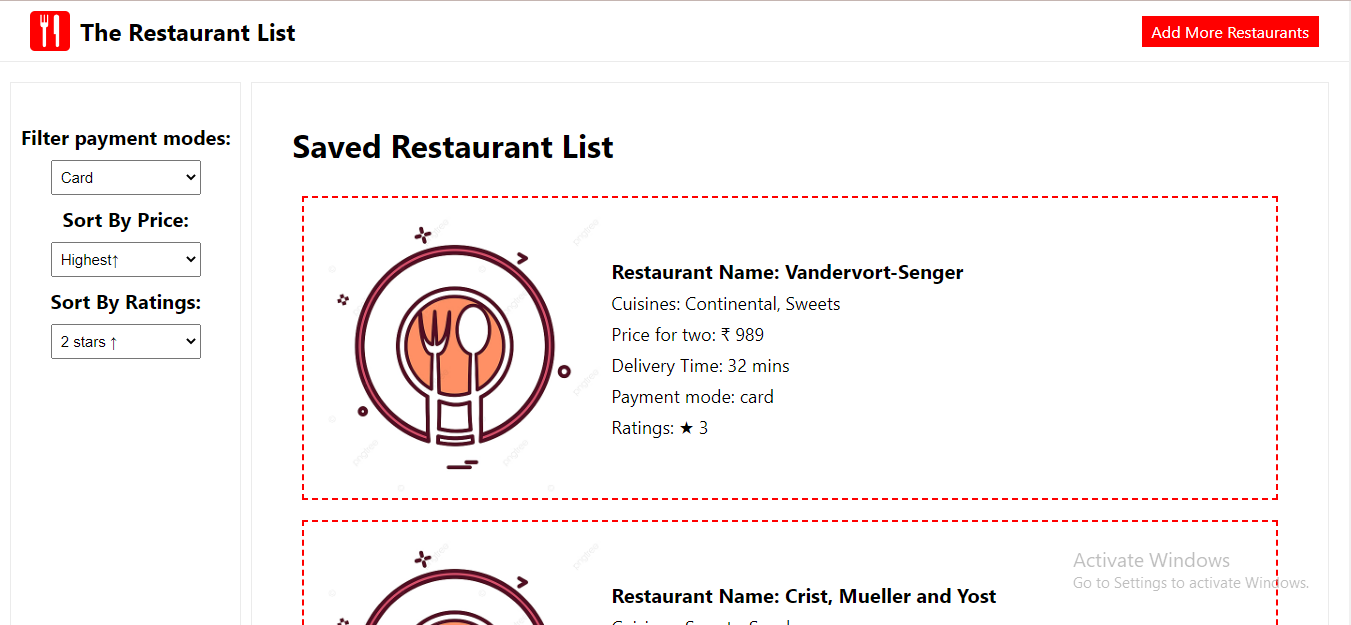 The Restaurant List
Add More Restaurants
Filter payment modes:
Card
Sort By Price:
Highest↑
Sort By Ratings:
2 stars ↑
Saved Restaurant List
Restaurant Name: Vandervort-Senger
Cuisines: Continental, Sweets
Price for two: ₹ 989
Delivery Time: 32 mins
Payment mode: card
Ratings: ★ 3
Restaurant Name: Crist, Mueller and Yost
Activate Windows
Go to Settings to activate Windows.